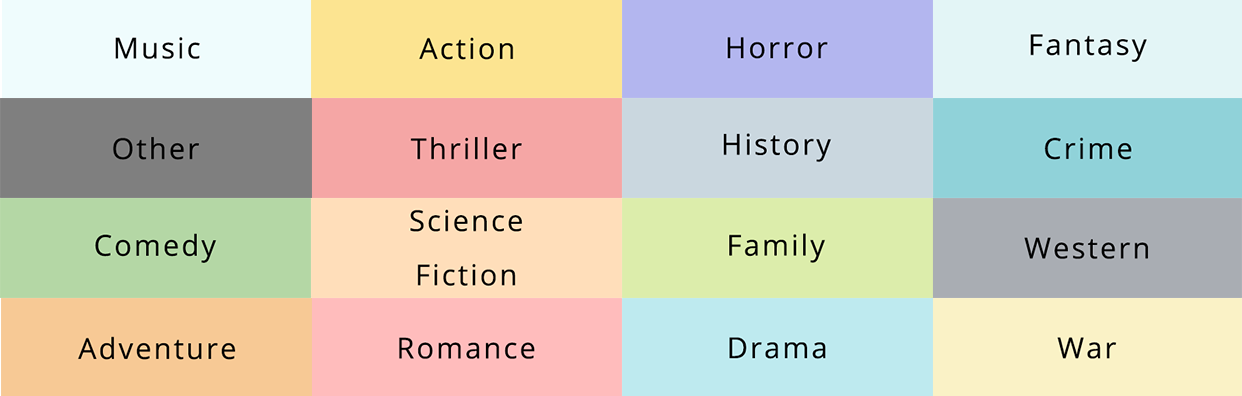 Music
Action
Horror
Fantasy
Other
Thriller
History
Crime
Comedy
Science
Fiction
Family
Western
Adventure
Romance
Drama
War